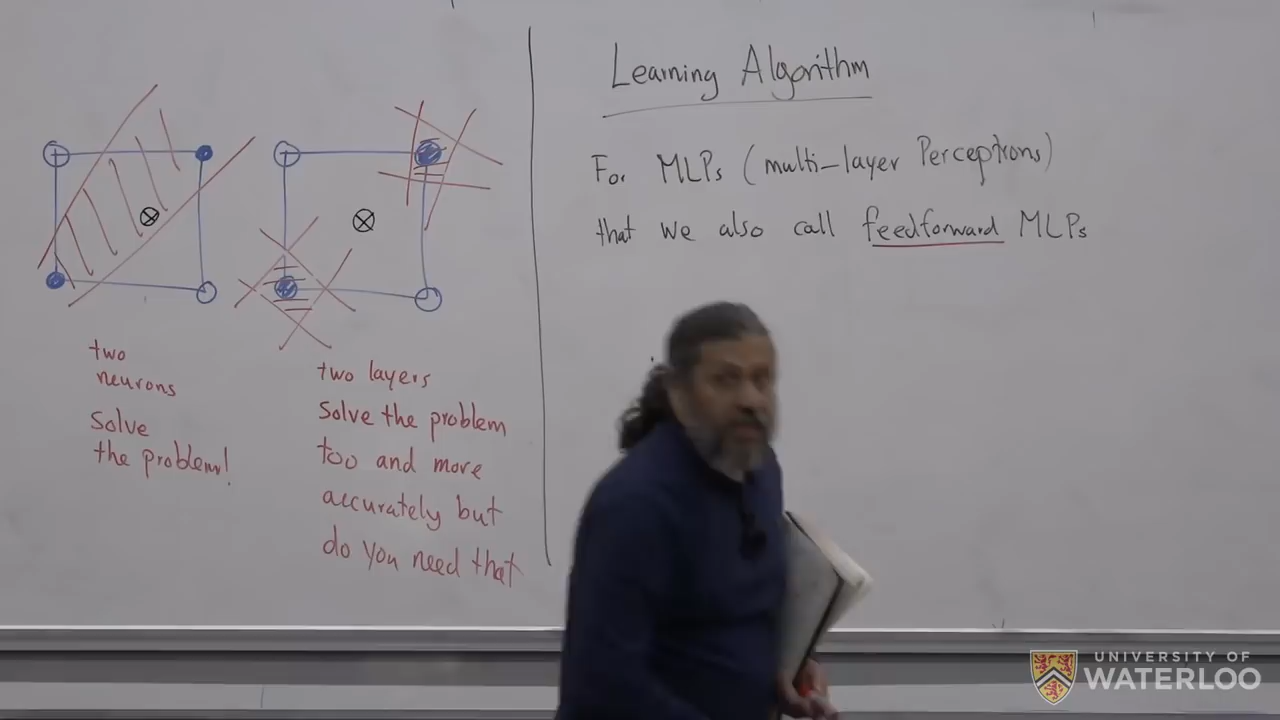 two
neurons
Solve
the problem!
two layers
Solve the problem
too and more
accurately but
do you need that
Learning Algorithm
For MLPs (multi-layer Perceptrons)
that we also call feedforward MLPs
UNIVERSITY OF
WATERLOO